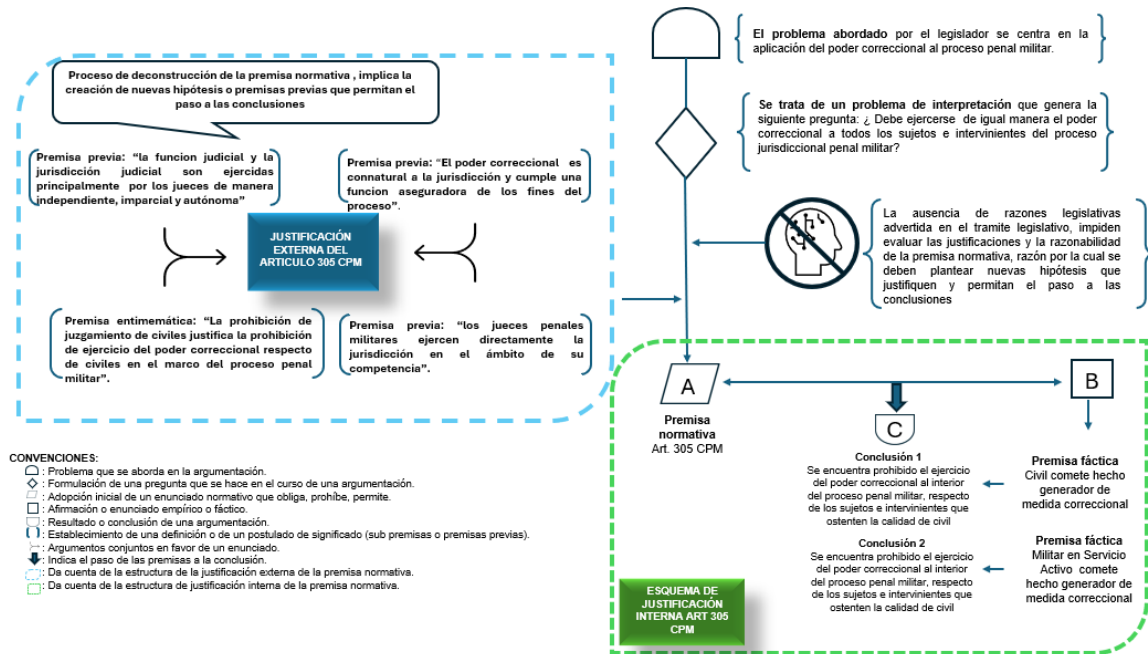 Proceso de deconstrucción de la premisa normativa , implica la
creación de nuevas hipótesis o premisas previas que permitan el
paso a las conclusiones
Premisa previa: “la funcion judicial y la
jurisdicción judicial son ejercidas
principalmente por los jueces de manera
independiente, imparcial y autónoma”
Premisa previa: “El poder correccional es
connatural a la jurisdicción y cumple una
funcion aseguradora de los fines del
proceso”.
JUSTIFICACIÓN
EXTERNA DEL
ARTICULO 305 CPM
Premisa entimemática: “La prohibición de
juzgamiento de civiles justifica la prohibición
de ejercicio del poder correccional respecto
de civiles en el marco del proceso penal
militar”.
Premisa previa: “los jueces penales
militares ejercen directamente la
jurisdicción en el ámbito de su
competencia”.
CONVENCIONES:
: Problema que se aborda en la argumentación.
: Formulación de una pregunta que se hace en el curso de una argumentación.
: Adopción inicial de un enunciado normativo que obliga, prohíbe, permite.
: Afirmación o enunciado empírico o fáctico.
: Resultado o conclusión de una argumentación.
: Establecimiento de una definición o de un postulado de significado (sub premisas o premisas previas).
: Argumentos conjuntos en favor de un enunciado.
: Indica el paso de las premisas a la conclusión.
: Da cuenta de la estructura de la justificación externa de la premisa normativa.
: Da cuenta de la estructura de justificación interna de la premisa normativa.
El problema abordado por el legislador se centra en la
aplicación del poder correccional al proceso penal militar.
Se trata de un problema de interpretación que genera la
siguiente pregunta: ¿ Debe ejercerse de igual manera el poder
correccional a todos los sujetos e intervinientes del proceso
jurisdiccional penal militar?
La ausencia de razones legislativas
advertida en el tramite legislativo, impiden
evaluar las justificaciones y la razonabilidad
de la premisa normativa, razón por la cual se
deben plantear nuevas hipótesis que
justifiquen y permitan el paso a las
conclusiones
A
Premisa
normativa
Art. 305 CPM
C
B
Conclusión 1
Se encuentra prohibido el ejercicio
del poder correccional al interior
del proceso penal militar, respecto
de los sujetos e intervinientes que
ostenten la calidad de civil
Premisa fáctica
Civil comete hecho
generador de
medida correccional
Conclusión 2
Se encuentra prohibido el ejercicio
del poder correccional al interior
del proceso penal militar, respecto
de los sujetos e intervinientes que
ostenten la calidad de civil
Premisa fáctica
Militar en Servicio
Activo comete
hecho generador de
medida correccional
ESQUEMA DE
JUSTIFICACIÓN
INTERNA ART 305
CPM